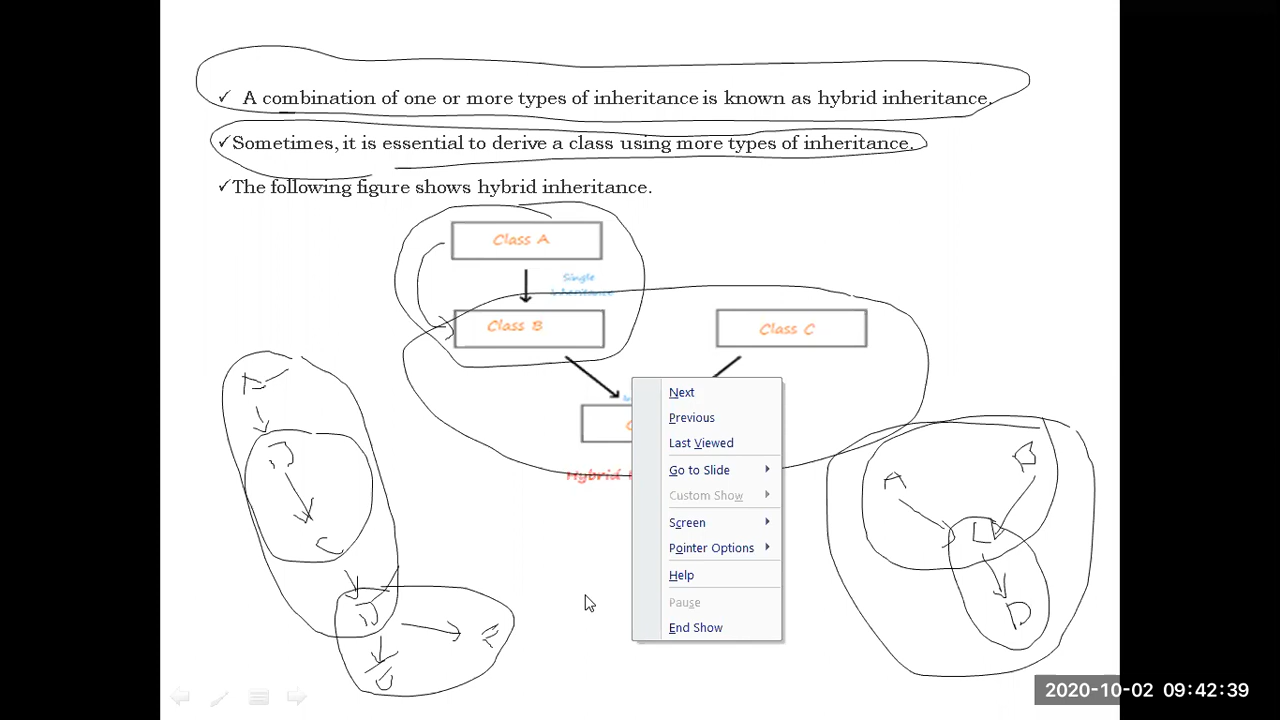 ✓ A combination of one or more types of inheritance is known as hybrid inheritance.
✓Sometimes, it is essential to derive a class using more types of inheritance.
✓The following figure shows hybrid inheritance.
Class A
Single
inheritance
Class B
Class C
Hybrid
Next
Previous
Last Viewed
Go to Slide
Custom Show
Screen
Pointer Options
Help
Pause
End Show
A
B
C
D
A
B
D
2020-10-02 09:42:39